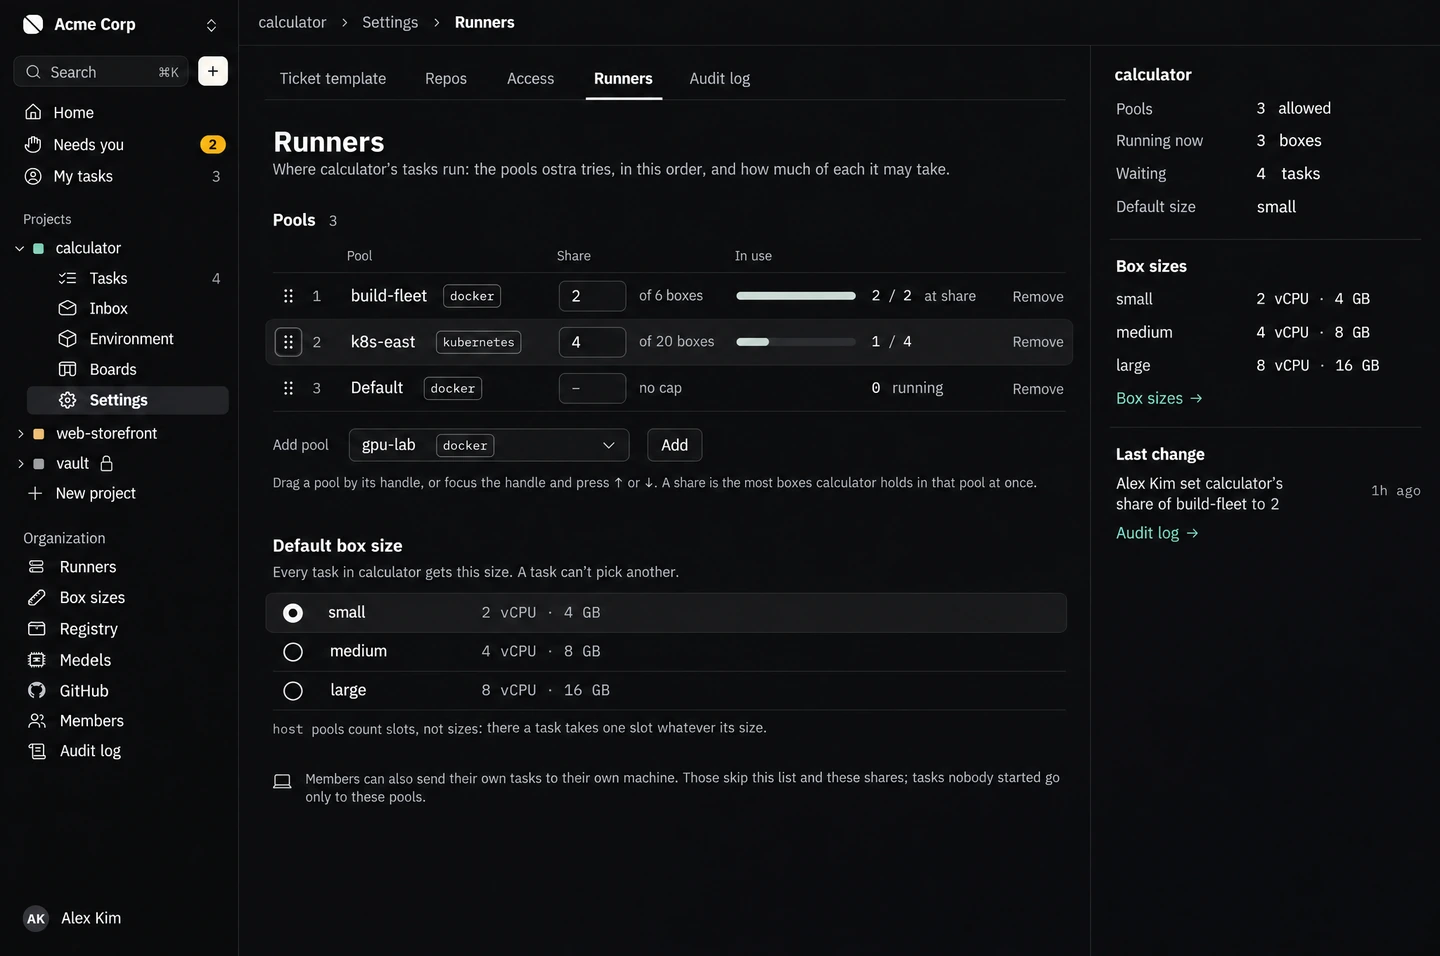 Acme Corp
Search ⌘K +
Home
Needs you 2
My tasks 3
Projects
calculator
Tasks 4
Inbox
Environment
Boards
Settings
web-storefront
vault
New project
Organization
Runners
Box sizes
Registry
Medels
GitHub
Members
Audit log
AK Alex Kim
calculator > Settings > Runners
Ticket template Repos Access Runners Audit log
Runners
Where calculator’s tasks run: the pools ostra tries, in this order, and how much of each it may take.
Pools 3
Pool Share In use
1 build-fleet docker 2 of 6 boxes 2 / 2 at share Remove
2 k8s-east kubernetes 4 of 20 boxes 1 / 4 Remove
3 Default docker – no cap 0 running Remove
Add pool gpu-lab docker Add
Drag a pool by its handle, or focus the handle and press ↑ or ↓. A share is the most boxes calculator holds in that pool at once.
Default box size
Every task in calculator gets this size. A task can’t pick another.
small 2 vCPU · 4 GB
medium 4 vCPU · 8 GB
large 8 vCPU · 16 GB
host pools count slots, not sizes: there a task takes one slot whatever its size.
Members can also send their own tasks to their own machine. Those skip this list and these shares; tasks nobody started go
only to these pools.
calculator
Pools 3 allowed
Running now 3 boxes
Waiting 4 tasks
Default size small
Box sizes
small 2 vCPU · 4 GB
medium 4 vCPU · 8 GB
large 8 vCPU · 16 GB
Box sizes →
Last change
Alex Kim set calculator’s
share of build-fleet to 2 1h ago
Audit log →